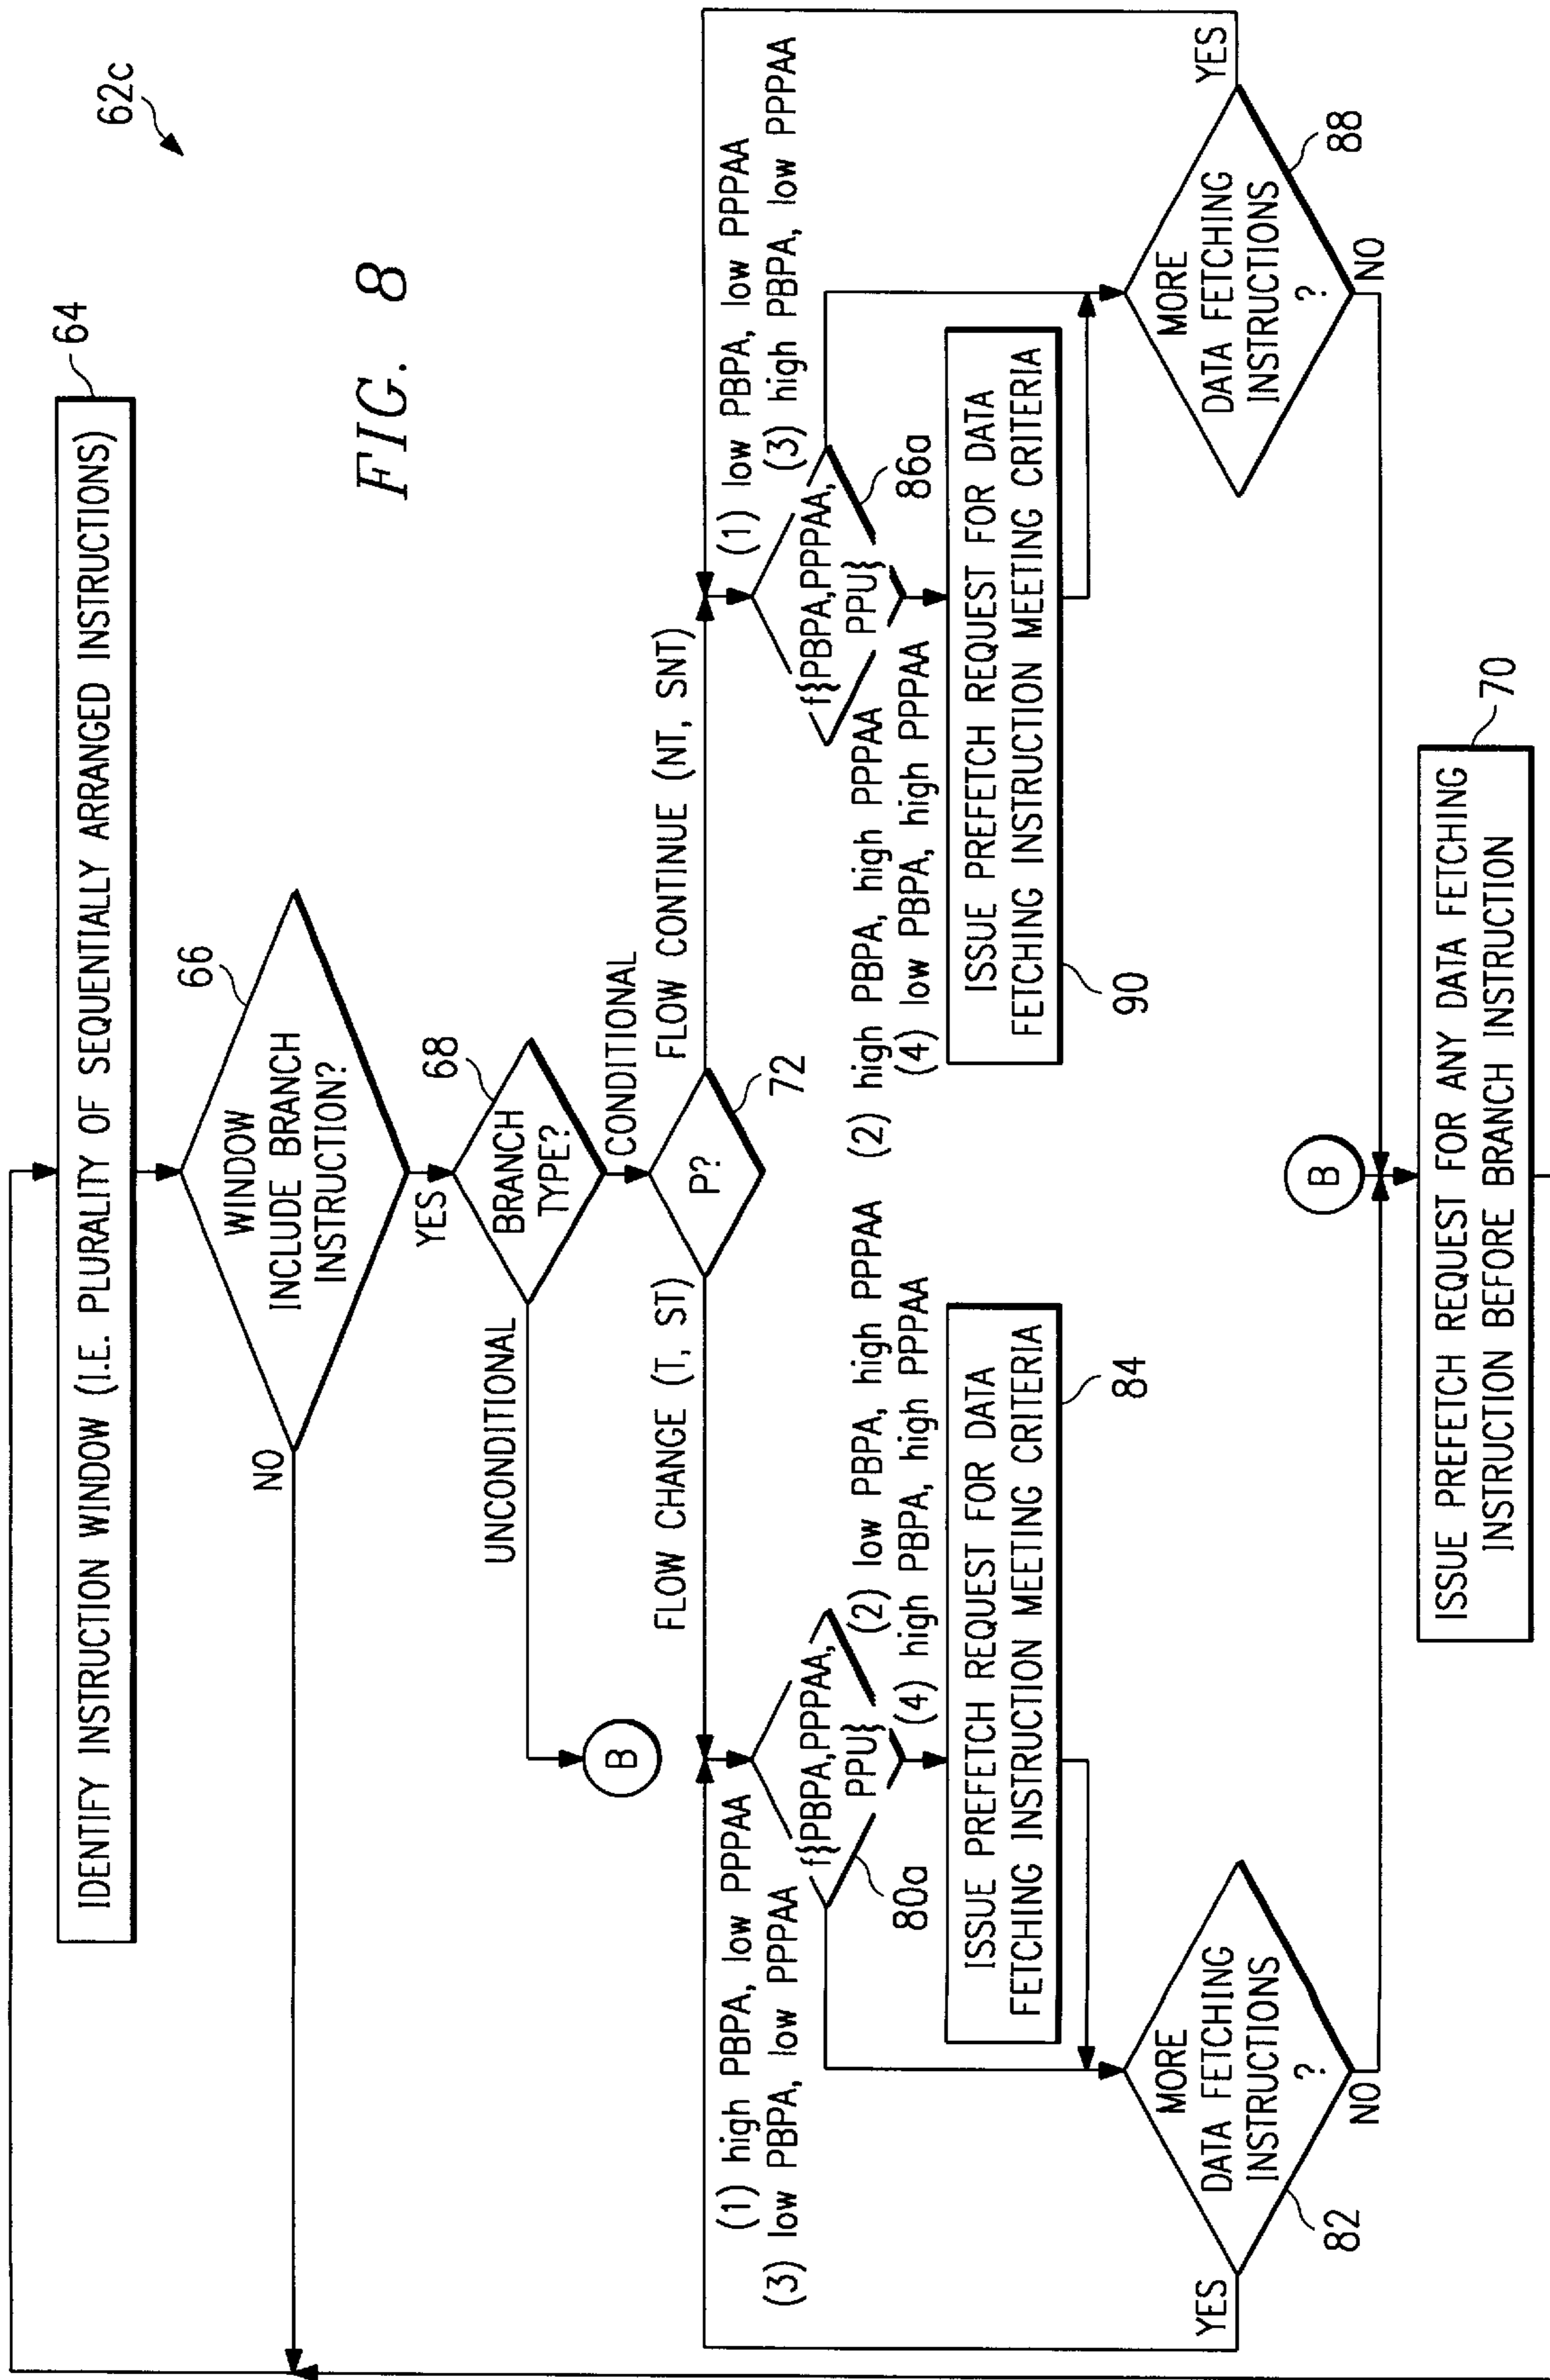 62c
IDENTIFY INSTRUCTION WINDOW (I.E. PLURALITY OF SEQUENTIALLY ARRANGED INSTRUCTIONS)
64
FIG. 8
66
WINDOW
INCLUDE BRANCH
INSTRUCTION?
NO
YES
68
BRANCH
TYPE?
UNCONDITIONAL
CONDITIONAL
B
72
P?
FLOW CHANGE (T, ST)
FLOW CONTINUE (NT, SNT)
(1) high PBPA, low PPPAA
(3) low PBPA, low PPPAA
f{PBPA,PPPAA,
PPU}
80a
(2) low PBPA, high PPPAA
(4) high PBPA, high PPPAA
ISSUE PREFETCH REQUEST FOR DATA
FETCHING INSTRUCTION MEETING CRITERIA
84
MORE
DATA FETCHING
INSTRUCTIONS
?
82
YES
NO
(1) low PBPA, low PPPAA
(3) high PBPA, low PPPAA
f{PBPA,PPPAA,
PPU}
86a
(2) high PBPA, high PPPAA
(4) low PBPA, high PPPAA
ISSUE PREFETCH REQUEST FOR DATA
FETCHING INSTRUCTION MEETING CRITERIA
90
MORE
DATA FETCHING
INSTRUCTIONS
?
88
YES
NO
B
ISSUE PREFETCH REQUEST FOR ANY DATA FETCHING
INSTRUCTION BEFORE BRANCH INSTRUCTION
70